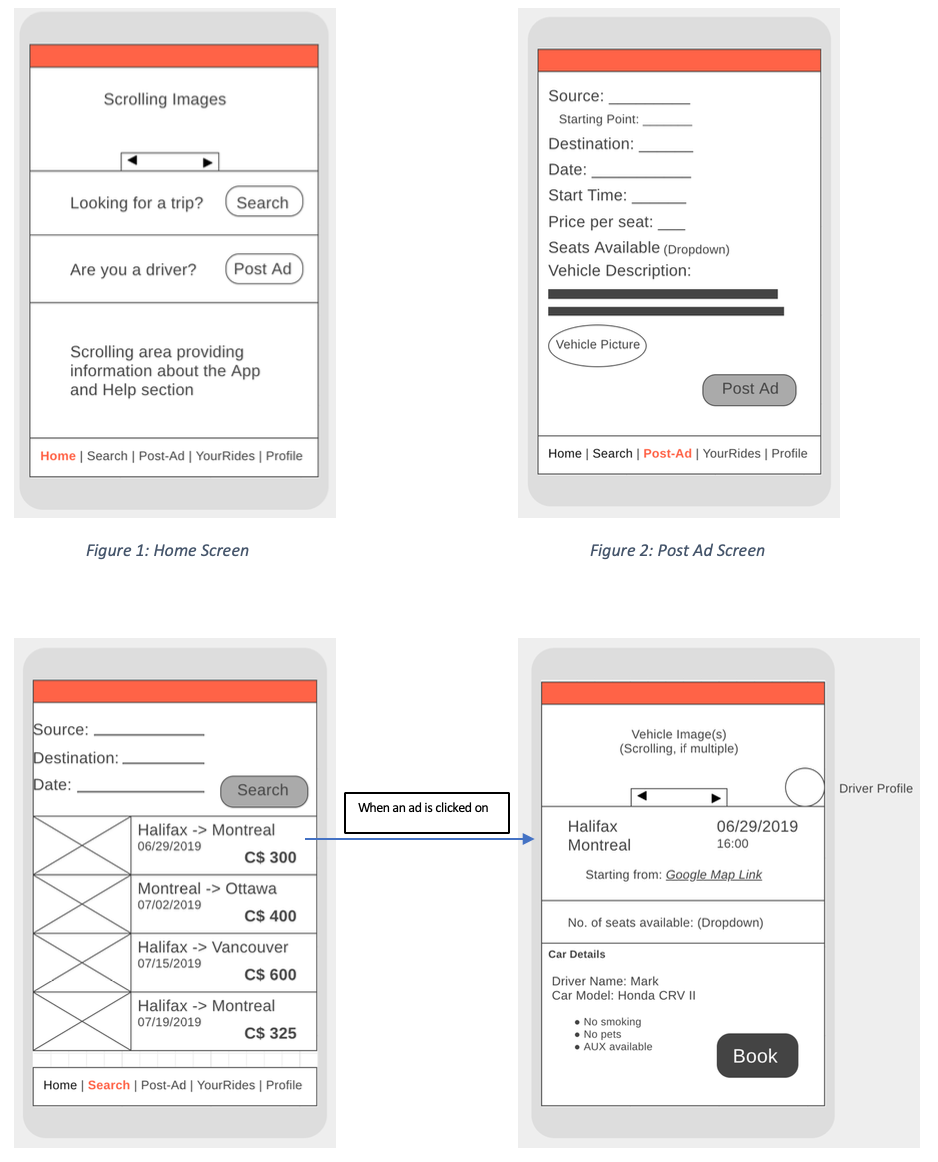 Scrolling Images
Looking for a trip?
Search
Are you a driver?
Post Ad
Scrolling area providing
information about the App
and Help section
Home | Search | Post-Ad | YourRides | Profile
Figure 1: Home Screen
Source: _________
Starting Point: _______
Destination: ______
Date: ___________
Start Time: ______
Price per seat: ___
Seats Available (Dropdown)
Vehicle Description:
Vehicle Picture
Post Ad
Home | Search | Post-Ad | YourRides | Profile
Figure 2: Post Ad Screen
Source: ____________
Destination: _________
Date: ______________
Search
Halifax -> Montreal
06/29/2019
C$ 300
Montreal -> Ottawa
07/02/2019
C$ 400
Halifax -> Vancouver
07/15/2019
C$ 600
Halifax -> Montreal
07/19/2019
C$ 325
Home | Search | Post-Ad | YourRides | Profile
When an ad is clicked on
Vehicle Image(s)
(Scrolling, if multiple)
Driver Profile
Halifax
Montreal
06/29/2019
16:00
Starting from: Google Map Link
No. of seats available: (Dropdown)
Car Details
Driver Name: Mark
Car Model: Honda CRV II
● No smoking
● No pets
● AUX available
Book